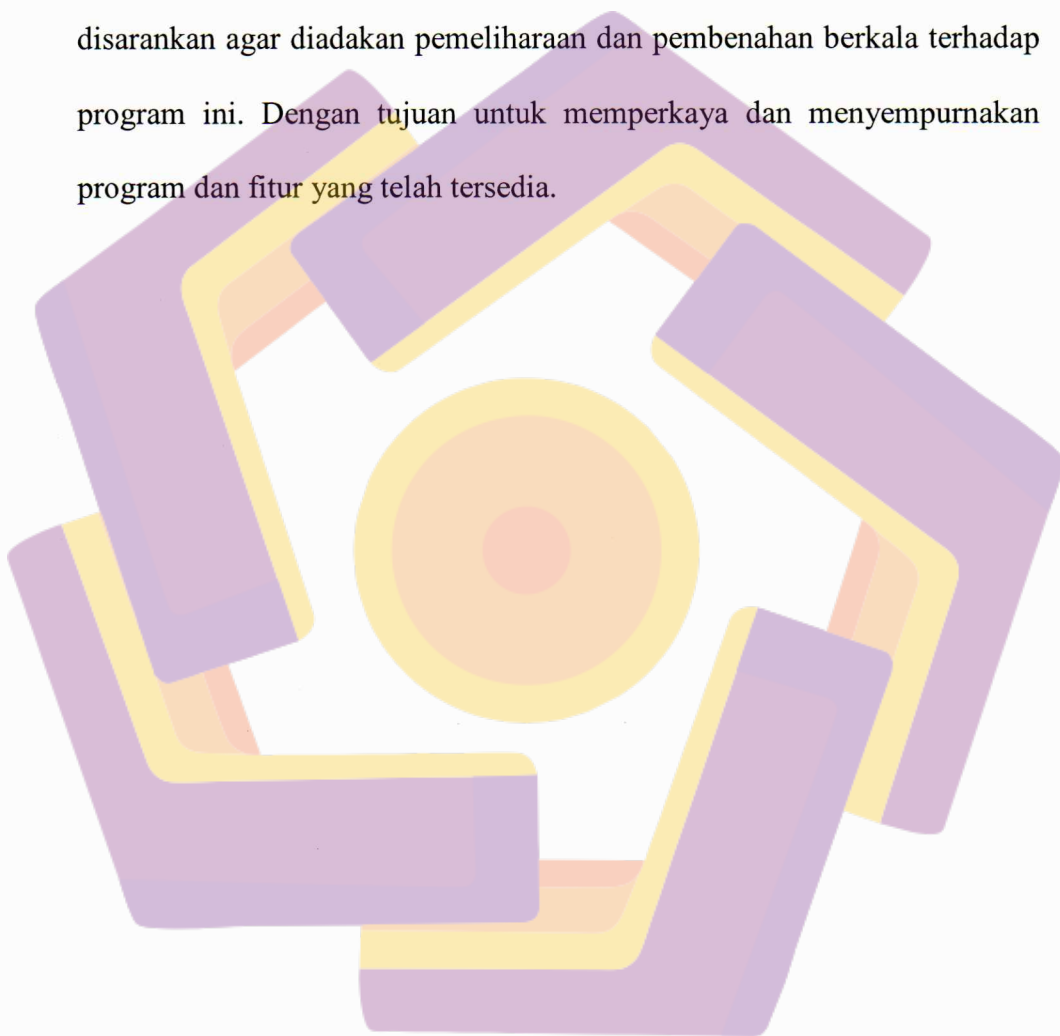 disarankan agar diadakan pemeliharaan dan pembenahan berkala terhadap
program ini. Dengan tujuan untuk memperkaya dan menyempurnakan
program dan fitur yang telah tersedia.